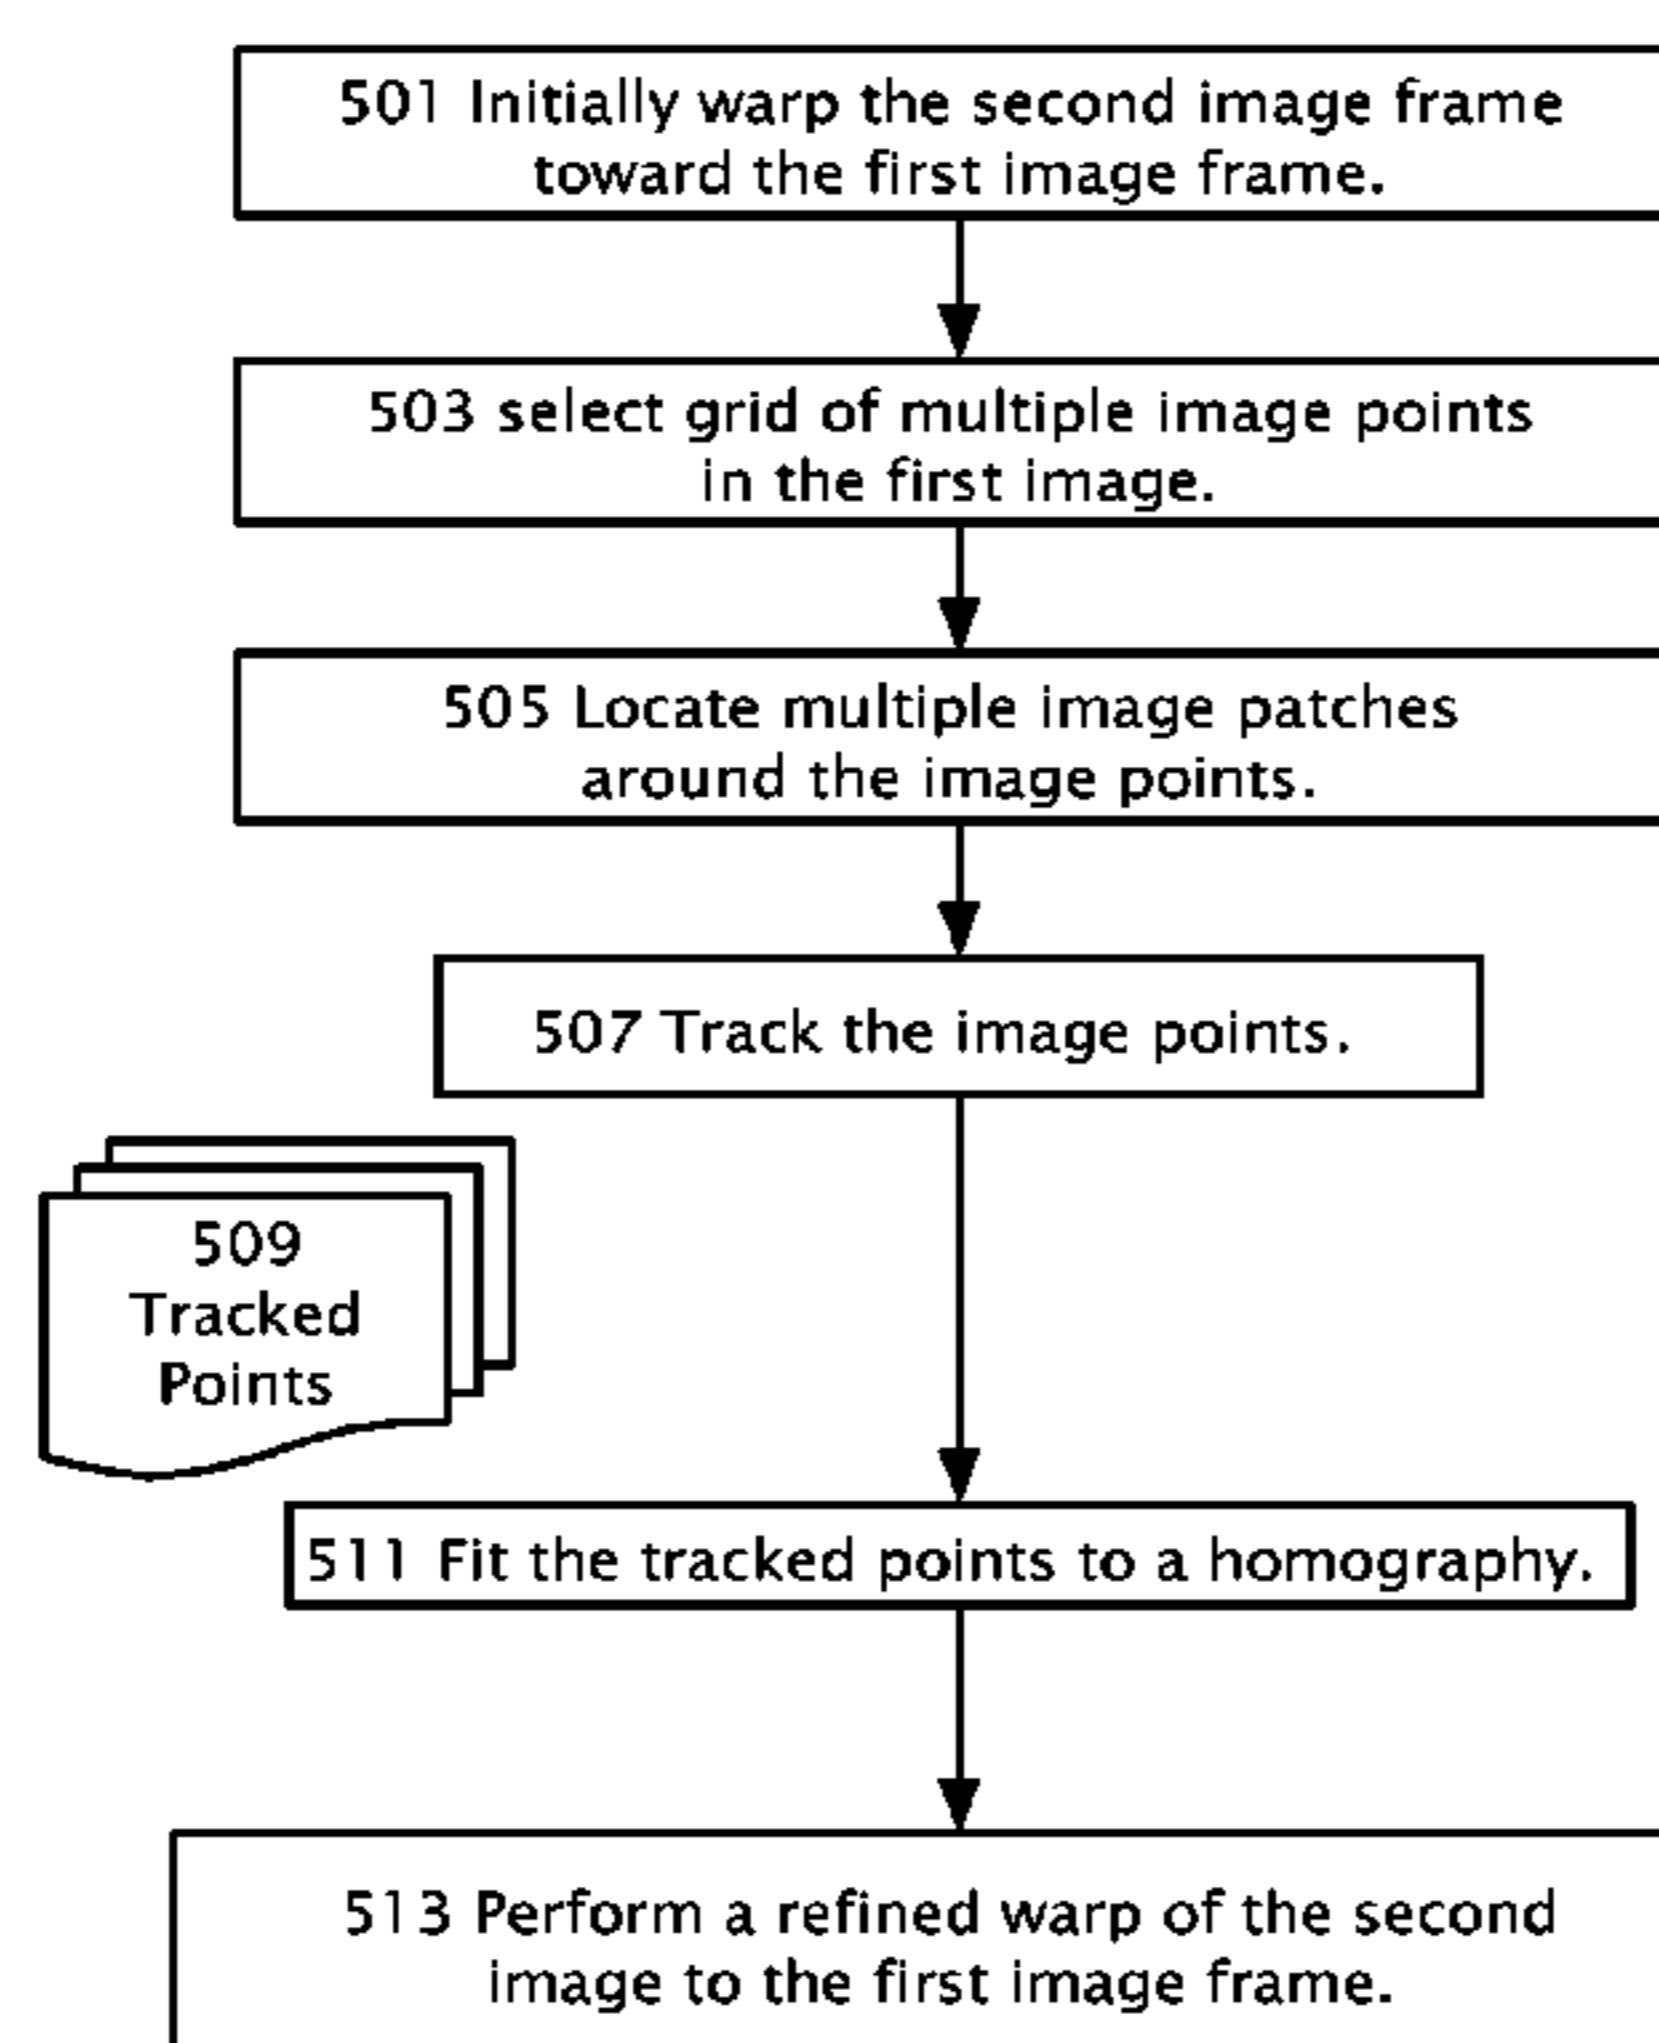 501 Initially warp the second image frame
toward the first image frame.
503 select grid of multiple image points
in the first image.
505 Locate multiple image patches
around the image points.
507 Track the image points.
509
Tracked
Points
511 Fit the tracked points to a homography.
513 Perform a refined warp of the second
image to the first image frame.